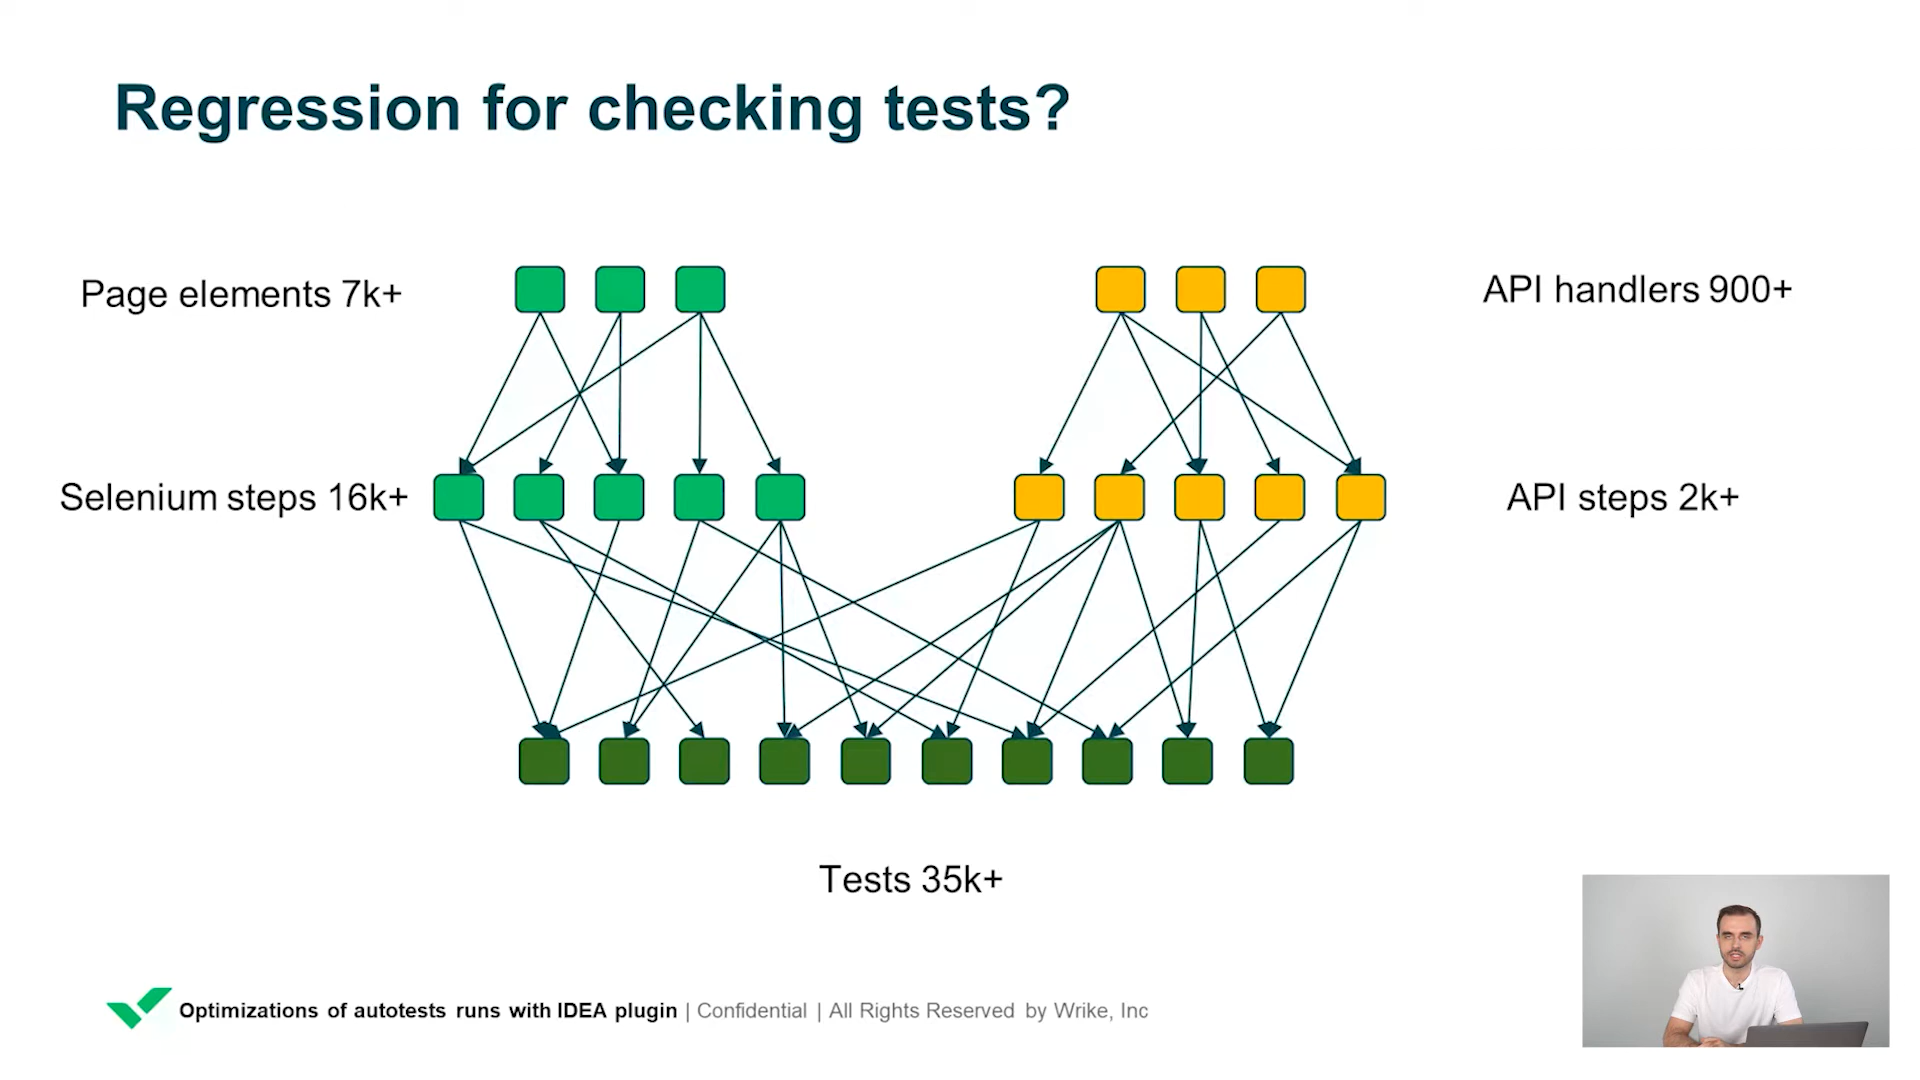 Regression for checking tests?
Page elements 7k+
API handlers 900+
Selenium steps 16k+
API steps 2k+
Tests 35k+
Optimizations of autotests runs with IDEA plugin | Confidential | All Rights Reserved by Wrike, Inc